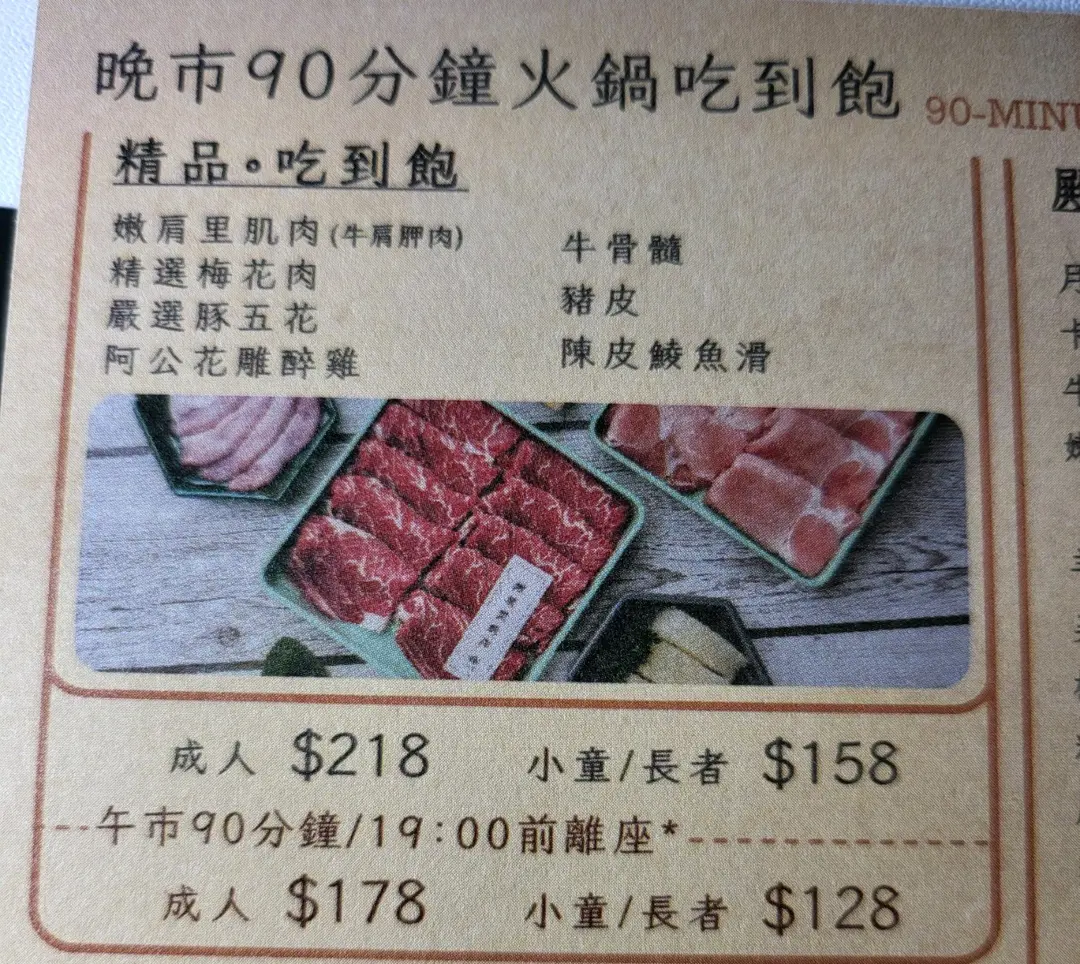 晚市90分鐘火鍋吃到飽 90-MINU
精品·吃到飽
嫩肩里肌肉(牛肩胛肉)
精選梅花肉
嚴選豚五花
阿公花雕醉雞
牛骨髓
豬皮
陳皮鯪魚滑
成人 $218 小童/長者 $158
午市90分鐘/19:00前離座*
成人 $178 小童/長者 $128